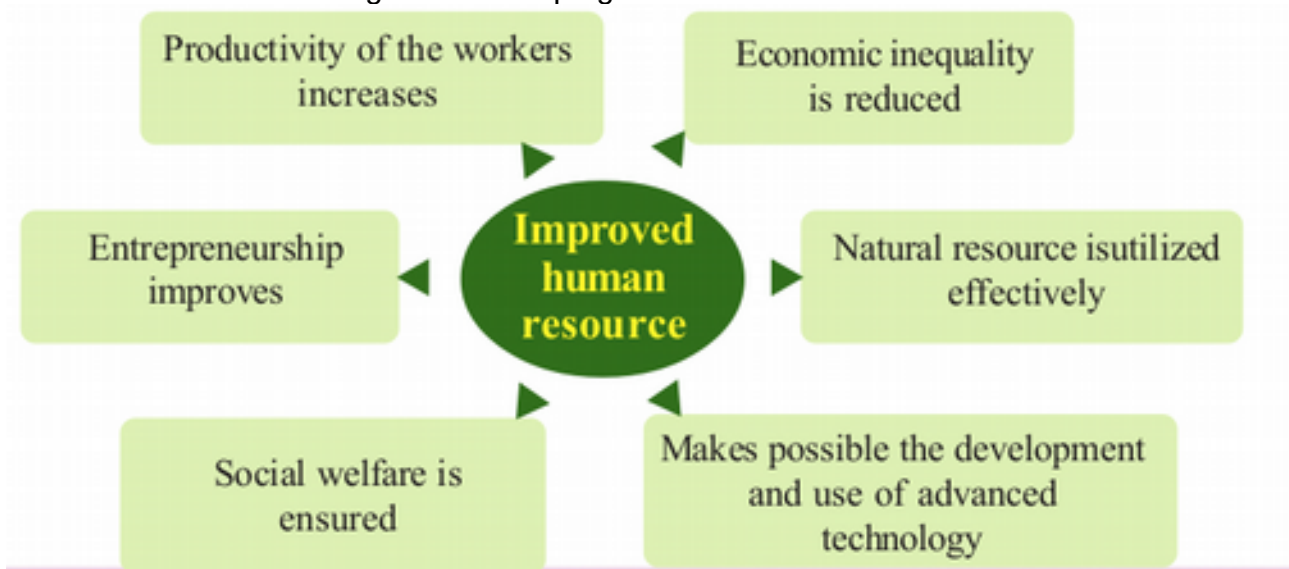 Productivity of the workers
increases
Economic inequality
is reduced
Entrepreneurship
improves
Improved
human
resource
Natural resource isutilized
effectively
Social welfare is
ensured
Makes possible the development
and use of advanced
technology